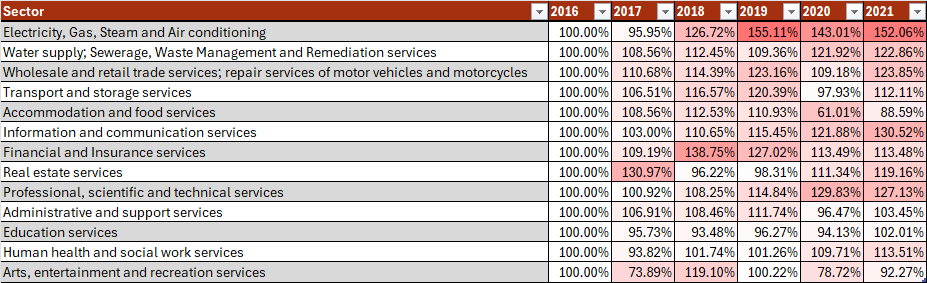 Sector 2016 2017 2018 2019 2020 2021
Electricity, Gas, Steam and Air conditioning 100.00% 95.95% 126.72% 155.11% 143.01% 152.06%
Water supply; Sewerage, Waste Management and Remediation services 100.00% 108.56% 112.45% 109.36% 121.92% 122.86%
Wholesale and retail trade services; repair services of motor vehicles and motorcycles 100.00% 110.68% 114.39% 123.16% 109.18% 123.85%
Transport and storage services 100.00% 106.51% 116.57% 120.39% 97.93% 112.11%
Accommodation and food services 100.00% 108.56% 112.53% 110.93% 61.01% 88.59%
Information and communication services 100.00% 103.00% 110.65% 115.45% 121.88% 130.52%
Financial and Insurance services 100.00% 109.19% 138.75% 127.02% 113.49% 113.48%
Real estate services 100.00% 130.97% 96.22% 98.31% 111.34% 119.16%
Professional, scientific and technical services 100.00% 100.92% 108.25% 114.84% 129.83% 127.13%
Administrative and support services 100.00% 106.91% 108.46% 111.74% 96.47% 103.45%
Education services 100.00% 95.73% 93.48% 96.27% 94.13% 102.01%
Human health and social work services 100.00% 93.82% 101.74% 101.26% 109.71% 113.51%
Arts, entertainment and recreation services 100.00% 73.89% 119.10% 100.22% 78.72% 92.27%